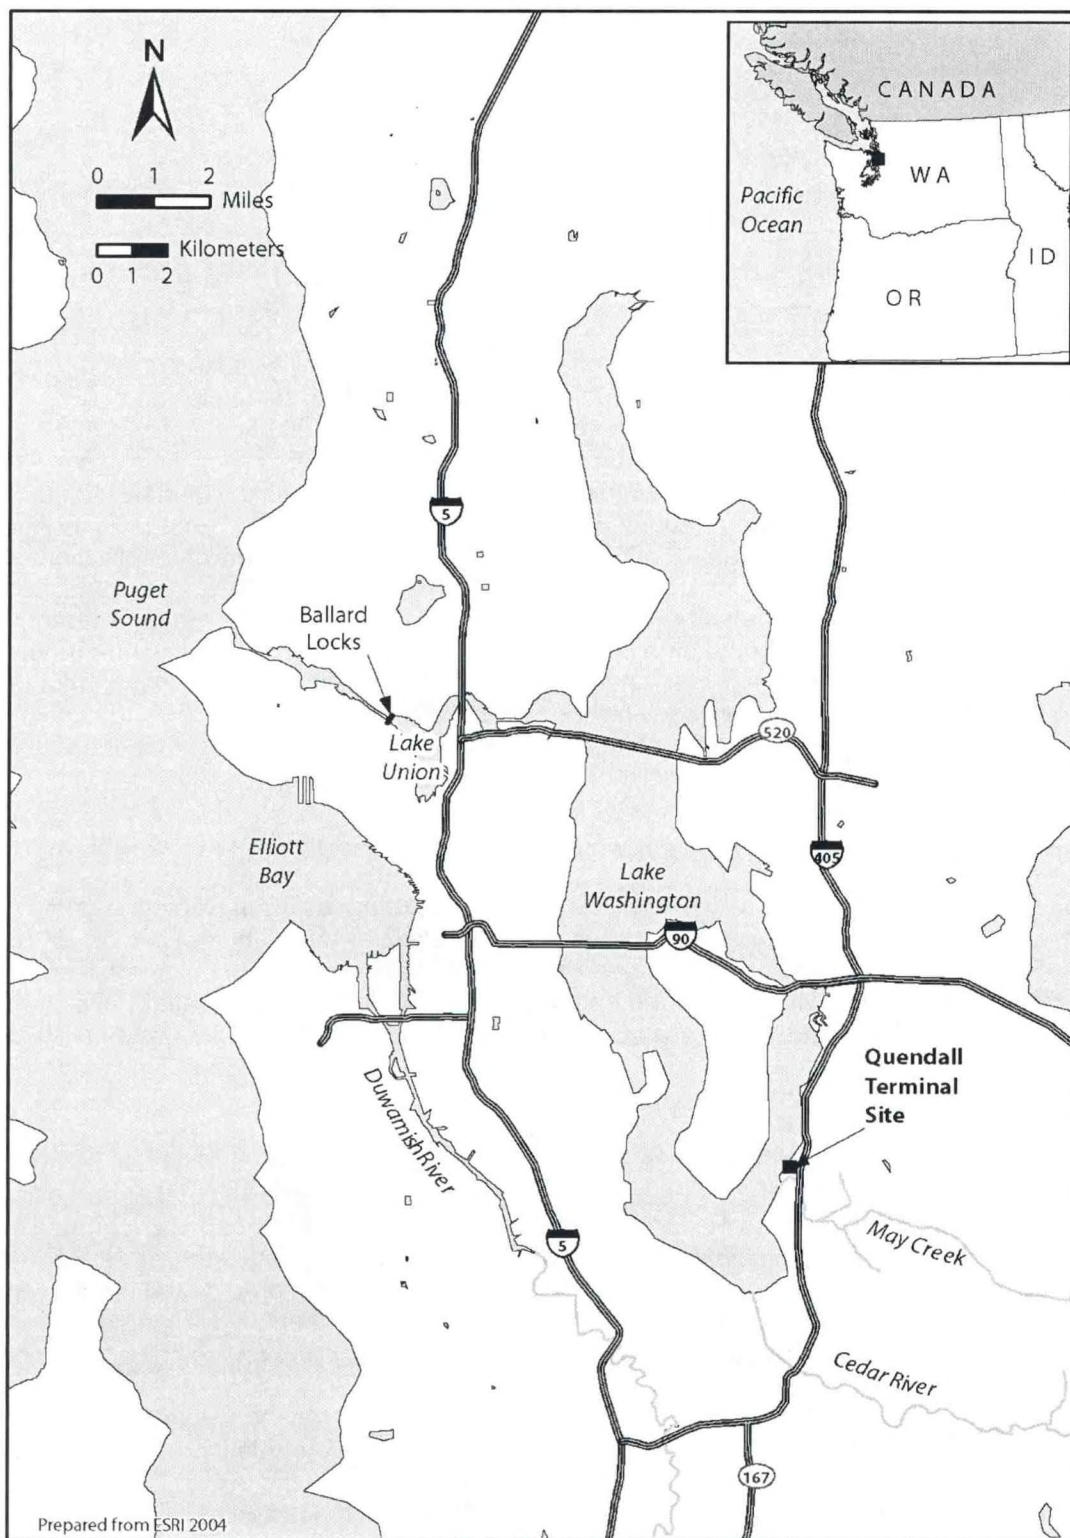 N
0 1 2
Miles
Kilometers
0 1 2
CANADA
WA
Pacific
Ocean
ID
OR
5
Puget
Sound
Ballard
Locks
520
Lake
Union
Elliott
Bay
405
Lake
Washington
90
Quendall
Terminal
Site
Duwamish River
5
May Creek
Cedar River
167
Prepared from ESRI 2004